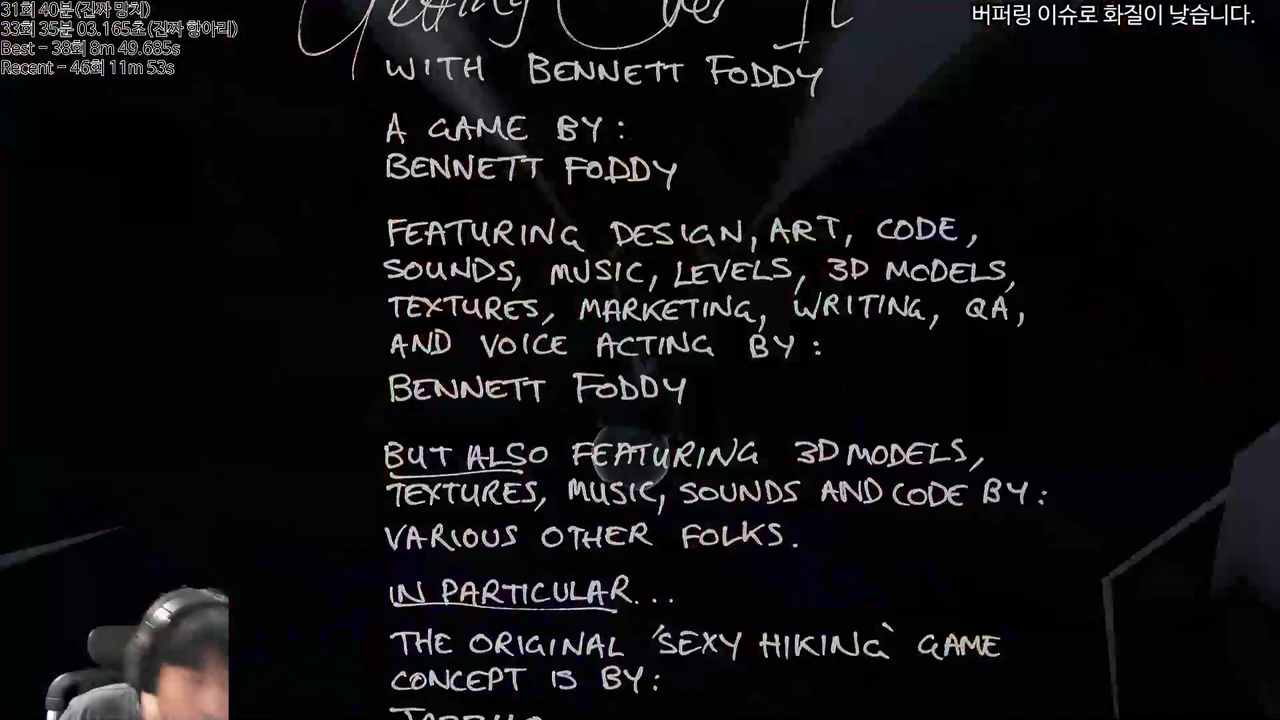 31회 40분(진짜 망치)
33회 35분 03.165초(진짜 항아리)
Best - 38회 8m 49.685s
Recent - 46회 11m 53s
버퍼링 이슈로 화질이 낮습니다.
Getting Over It
WITH BENNETT FODDY
A GAME BY:
BENNETT FODDY
FEATURING DESIGN, ART, CODE,
SOUNDS, MUSIC, LEVELS, 3D MODELS,
TEXTURES, MARKETING, WRITING, QA,
AND VOICE ACTING BY:
BENNETT FODDY
BUT ALSO FEATURING 3D MODELS,
TEXTURES, MUSIC, SOUNDS AND CODE BY:
VARIOUS OTHER FOLKS.
IN PARTICULAR...
THE ORIGINAL 'SEXY HIKING' GAME
CONCEPT IS BY: